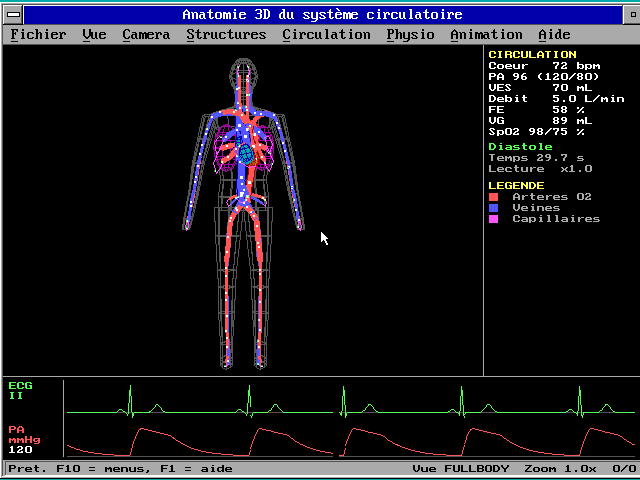 Anatomie 3D du système circulatoire
Fichier Vue Camera Structures Circulation Physio Animation Aide
CIRCULATION
Coeur 72 bpm
PA 96 (120/80)
VES 70 mL
Debit 5.0 L/min
FE 58 %
VG 89 mL
SpO2 98/75 %
Diastole
Temps 29.7 s
Lecture x1.0
LEGENDE
Arteres O2
Veines
Capillaires
ECG
II
PA
mmHg
120
Pret. F10 = menus, F1 = aide Vue FULLBODY Zoom 1.0x 0/0